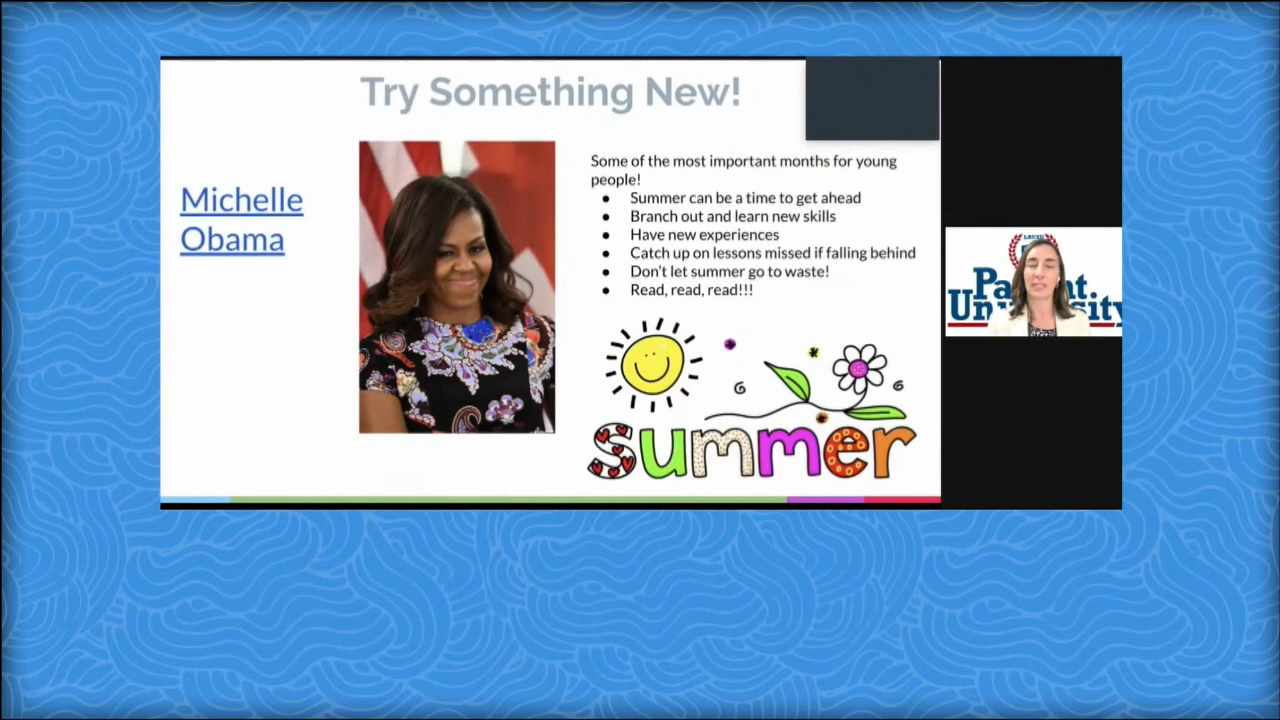 Try Something New!
Michelle
Obama
Some of the most important months for young
people!
● Summer can be a time to get ahead
● Branch out and learn new skills
● Have new experiences
● Catch up on lessons missed if falling behind
● Don't let summer go to waste!
● Read, read, read!!!
summer